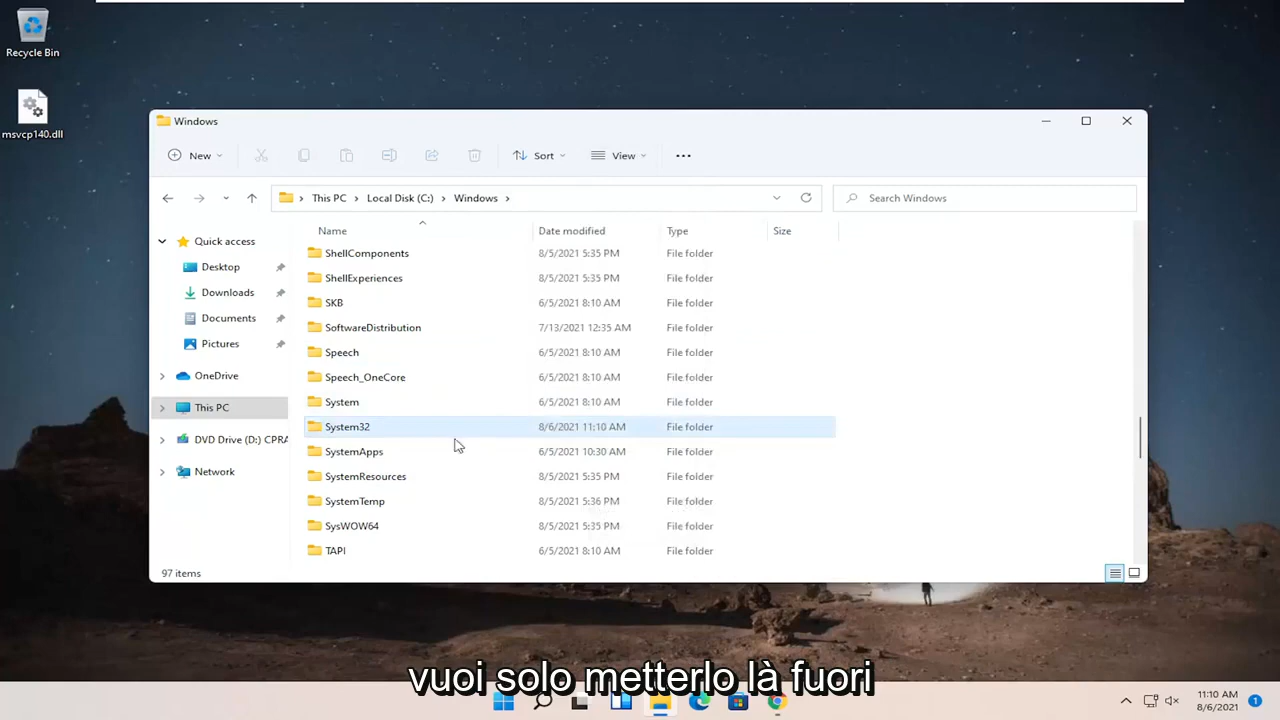 Recycle Bin
msvcp140.dll
Windows
New
Sort
View
This PC
Local Disk (C:)
Windows
Search Windows
Name
Date modified
Type
Size
Quick access
Desktop
Downloads
Documents
Pictures
OneDrive
This PC
DVD Drive (D:) CPRA
Network
ShellComponents 8/5/2021 5:35 PM File folder
ShellExperiences 8/5/2021 5:35 PM File folder
SKB 6/5/2021 8:10 AM File folder
SoftwareDistribution 7/13/2021 12:35 AM File folder
Speech 6/5/2021 8:10 AM File folder
Speech_OneCore 6/5/2021 8:10 AM File folder
System 6/5/2021 8:10 AM File folder
System32 8/6/2021 11:10 AM File folder
SystemApps 6/5/2021 10:30 AM File folder
SystemResources 8/5/2021 5:35 PM File folder
SystemTemp 8/5/2021 5:36 PM File folder
SysWOW64 8/5/2021 5:35 PM File folder
TAPI 6/5/2021 8:10 AM File folder
97 items
vuoi solo metterlo là fuori
11:10 AM
8/6/2021
1